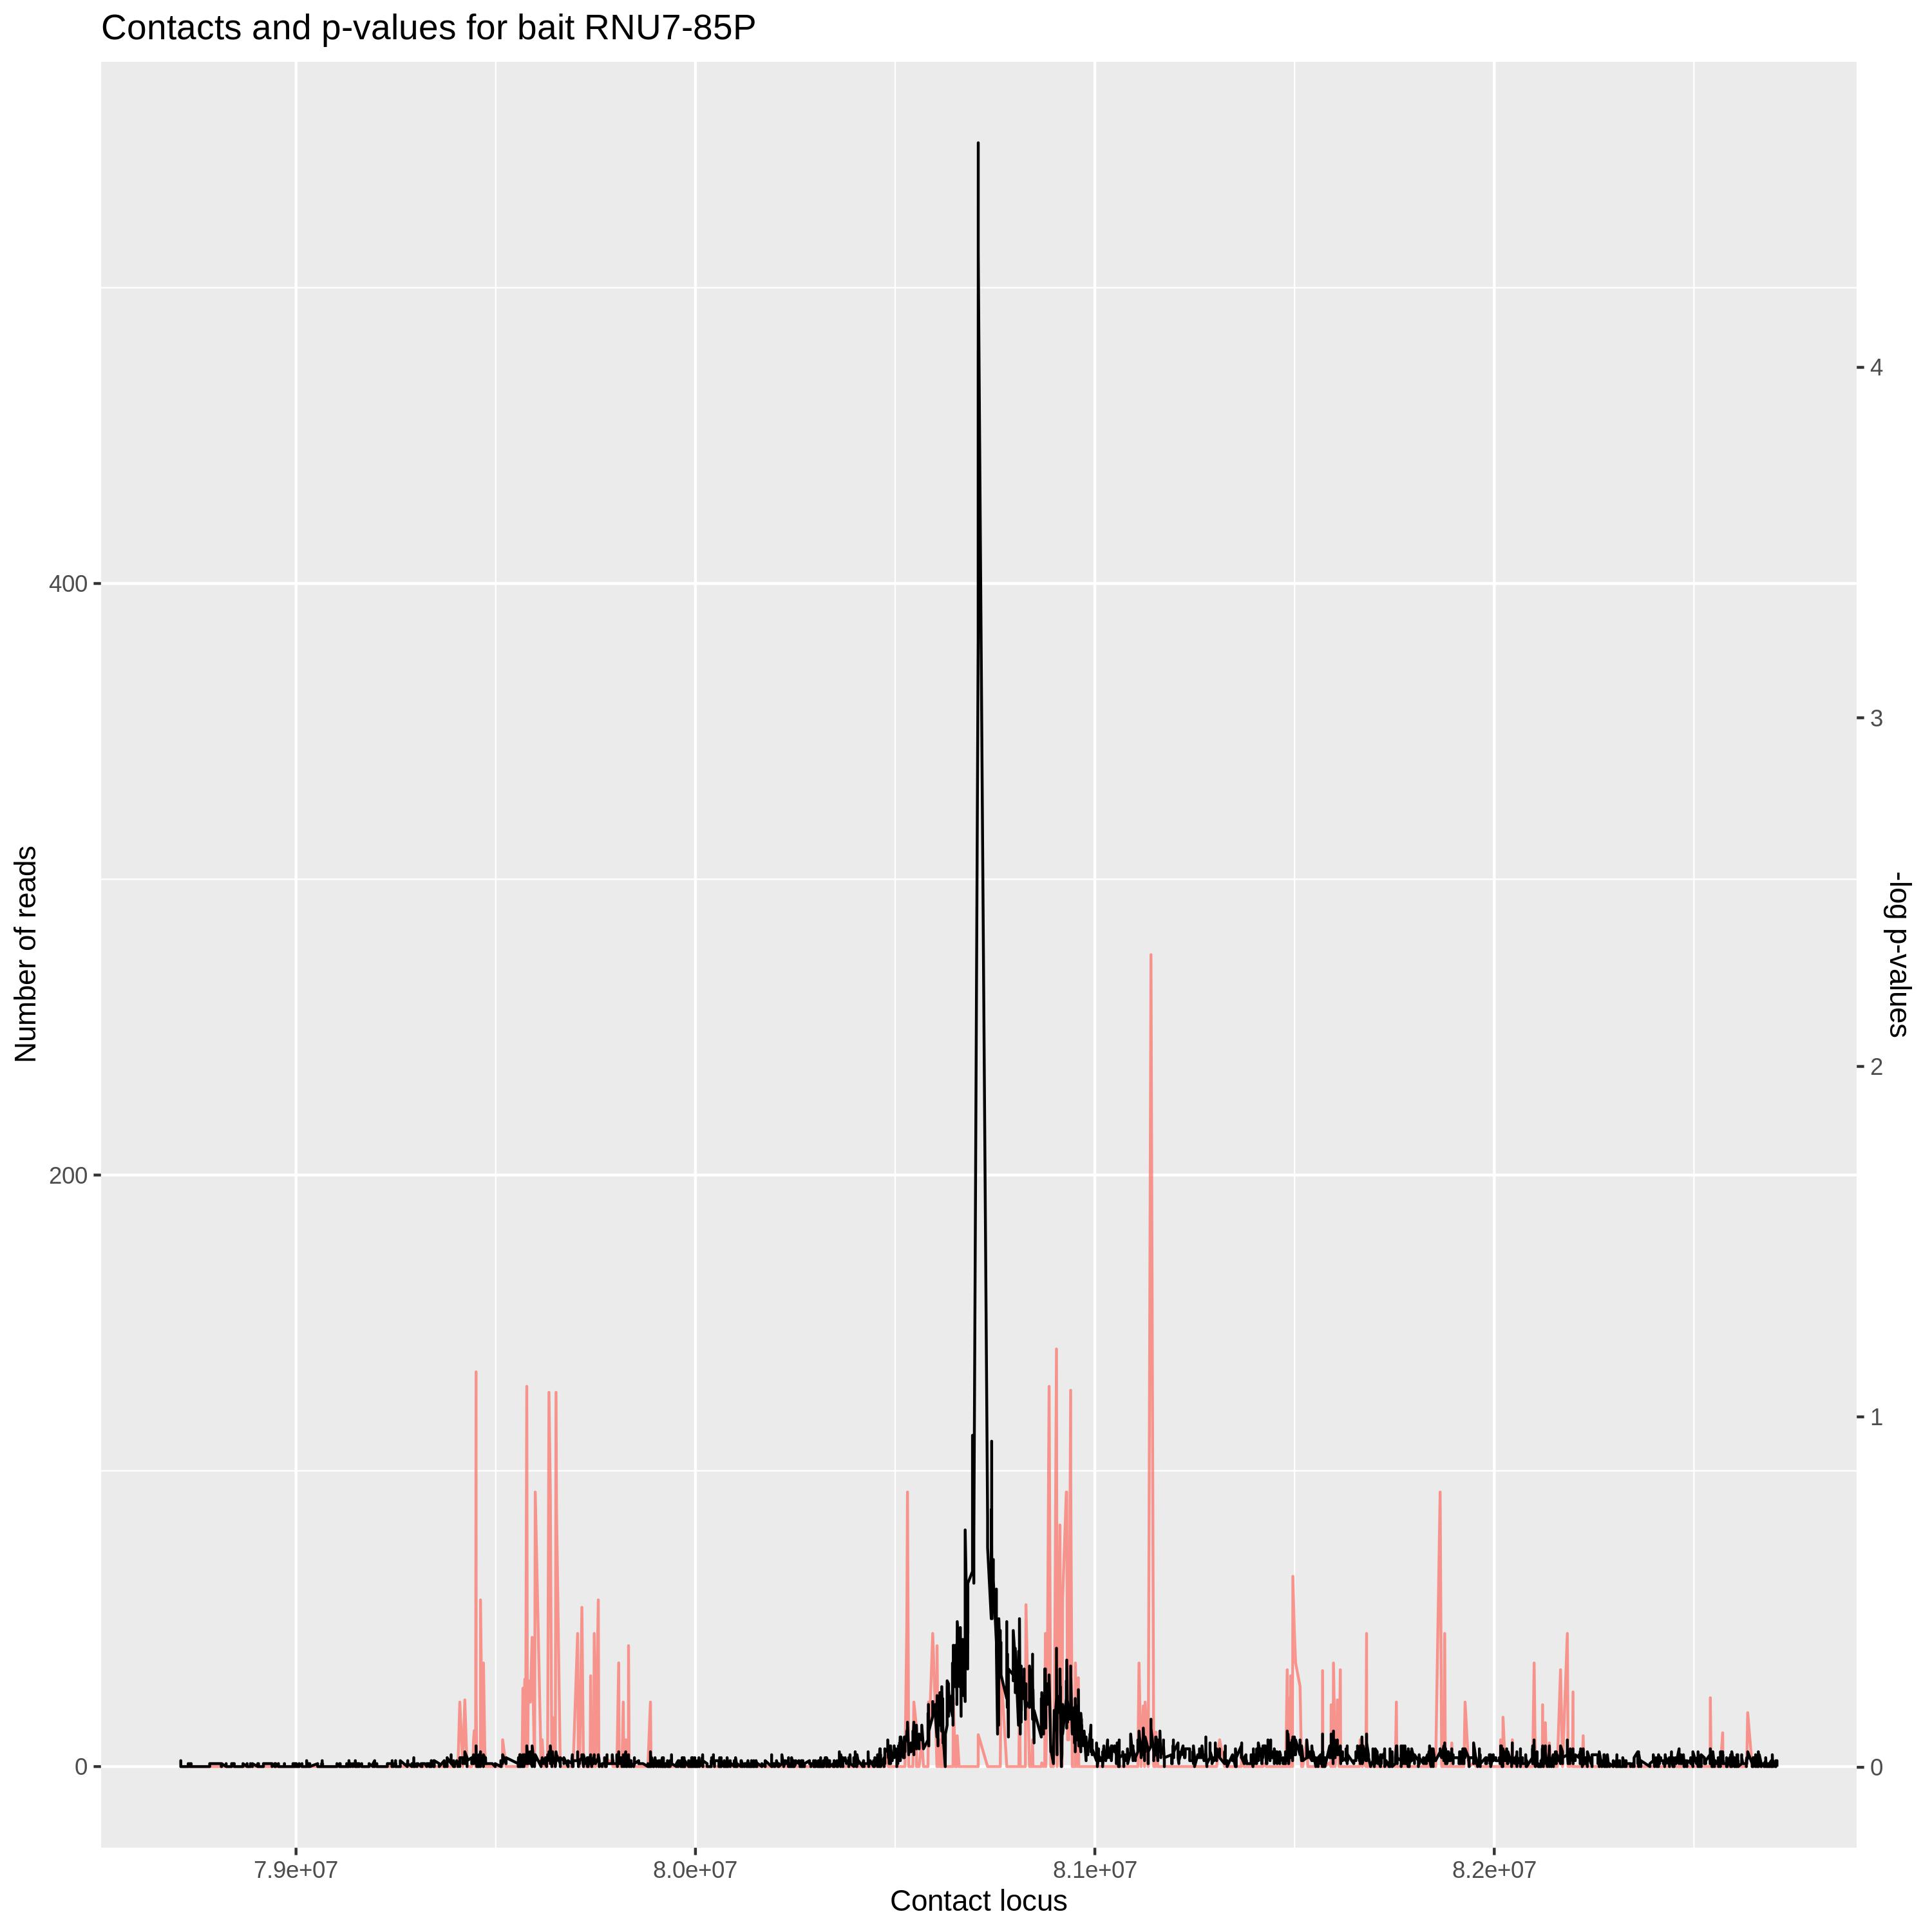 Contacts and p-values for bait RNU7-85P
Number of reads
400
200
0
4
3
2
1
0
-log p-values
7.9e+07
8.0e+07
8.1e+07
8.2e+07
Contact locus